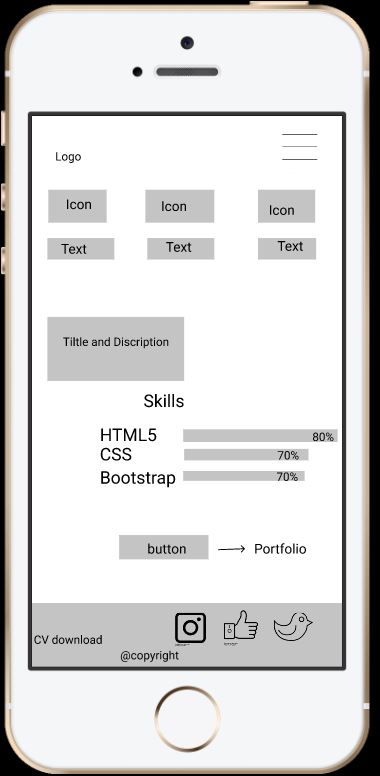 Logo
Icon Icon Icon
Text Text Text
Tiltle and Discription
Skills
HTML5 80%
CSS 70%
Bootstrap 70%
button Portfolio
CV download
@copyright